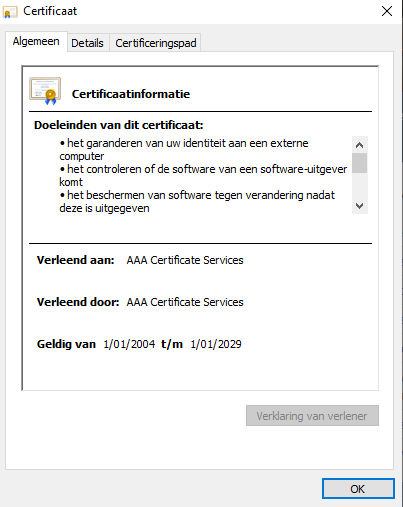 Certificaat
Algemeen Details Certificeringspad
Certificaatinformatie
Doeleinden van dit certificaat:
• het garanderen van uw identiteit aan een externe
computer
• het controleren of de software van een software-uitgever
komt
• het beschermen van software tegen verandering nadat
deze is uitgegeven
Verleend aan: AAA Certificate Services
Verleend door: AAA Certificate Services
Geldig van 1/01/2004 t/m 1/01/2029
Verklaring van verlener
OK